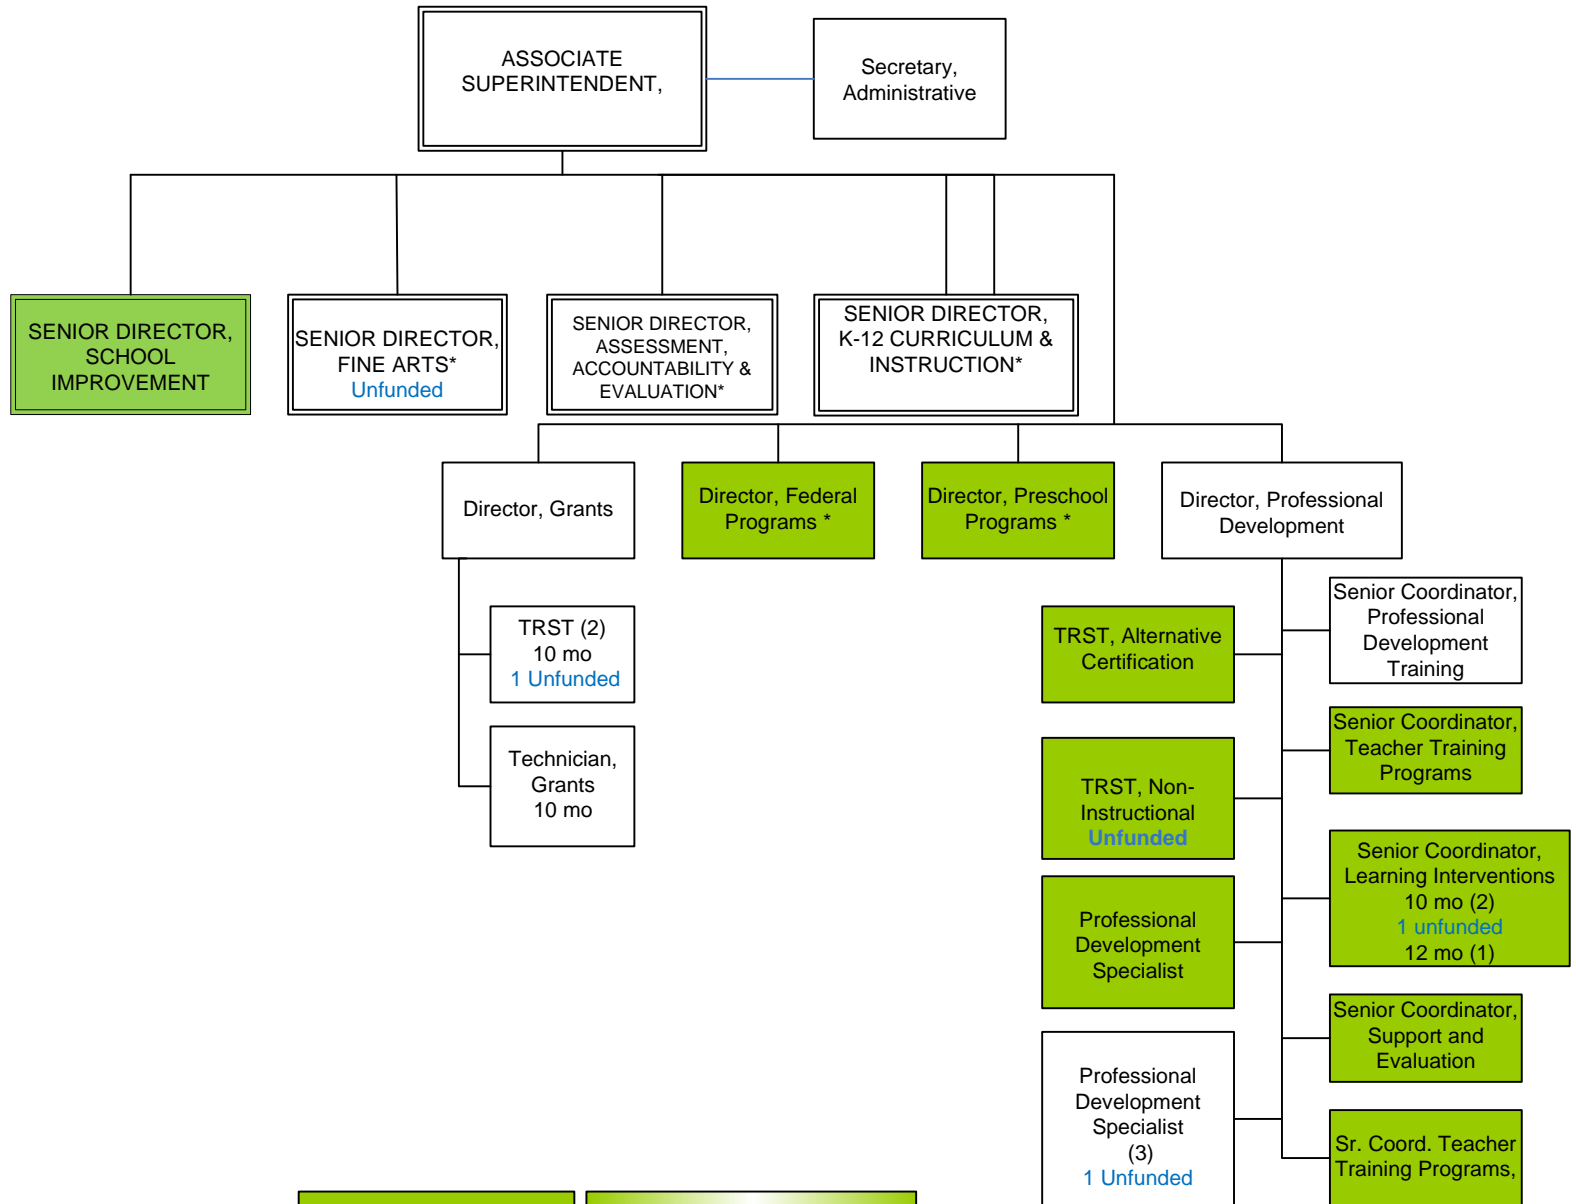 ASSOCIATE
SUPERINTENDENT,
Secretary,
Administrative
SENIOR DIRECTOR,
SCHOOL
IMPROVEMENT
SENIOR DIRECTOR,
FINE ARTS*
Unfunded
SENIOR DIRECTOR,
ASSESSMENT,
ACCOUNTABILITY &
EVALUATION*
SENIOR DIRECTOR,
K-12 CURRICULUM &
INSTRUCTION*
Director, Grants
Director, Federal
Programs *
Director, Preschool
Programs *
Director, Professional
Development
TRST (2)
10 mo
1 Unfunded
Technician,
Grants
10 mo
TRST, Alternative
Certification
TRST, Non-
Instructional
Unfunded
Professional
Development
Specialist
Professional
Development
Specialist
(3)
1 Unfunded
Senior Coordinator,
Professional
Development
Training
Senior Coordinator,
Teacher Training
Programs
Senior Coordinator,
Learning Interventions
10 mo (2)
1 unfunded
12 mo (1)
Senior Coordinator,
Support and
Evaluation
Sr. Coord. Teacher
Training Programs,